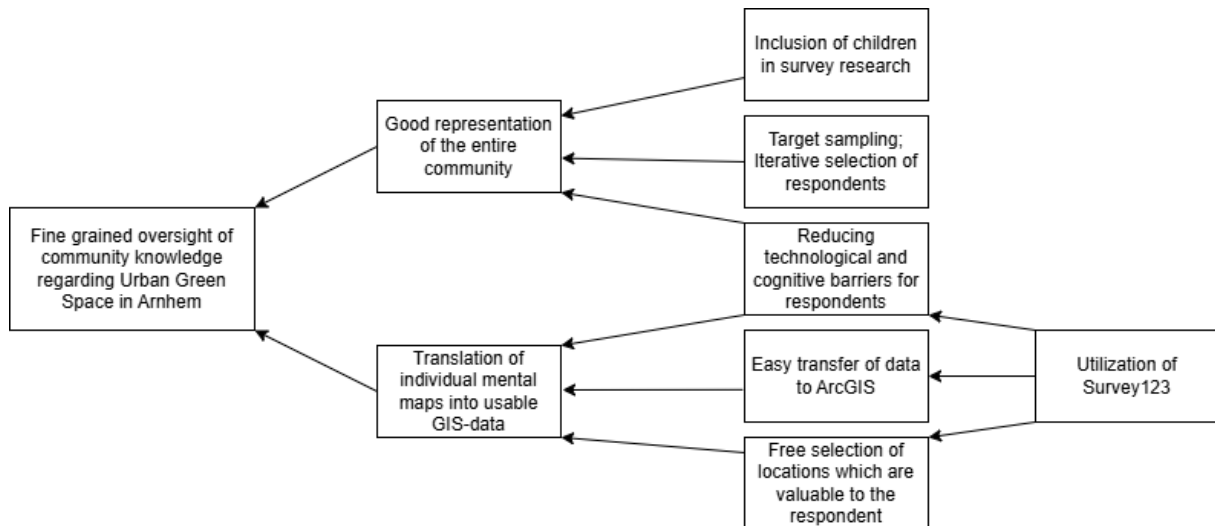 Inclusion of children
in survey research
Good representation
of the entire
community
Target sampling;
Iterative selection of
respondents
Fine grained oversight of
community knowledge
regarding Urban Green
Space in Arnhem
Reducing
technological and
cognitive barriers for
respondents
Translation of
individual mental
maps into usable
GIS-data
Easy transfer of data
to ArcGIS
Utilization of
Survey123
Free selection of
locations which are
valuable to the
respondent